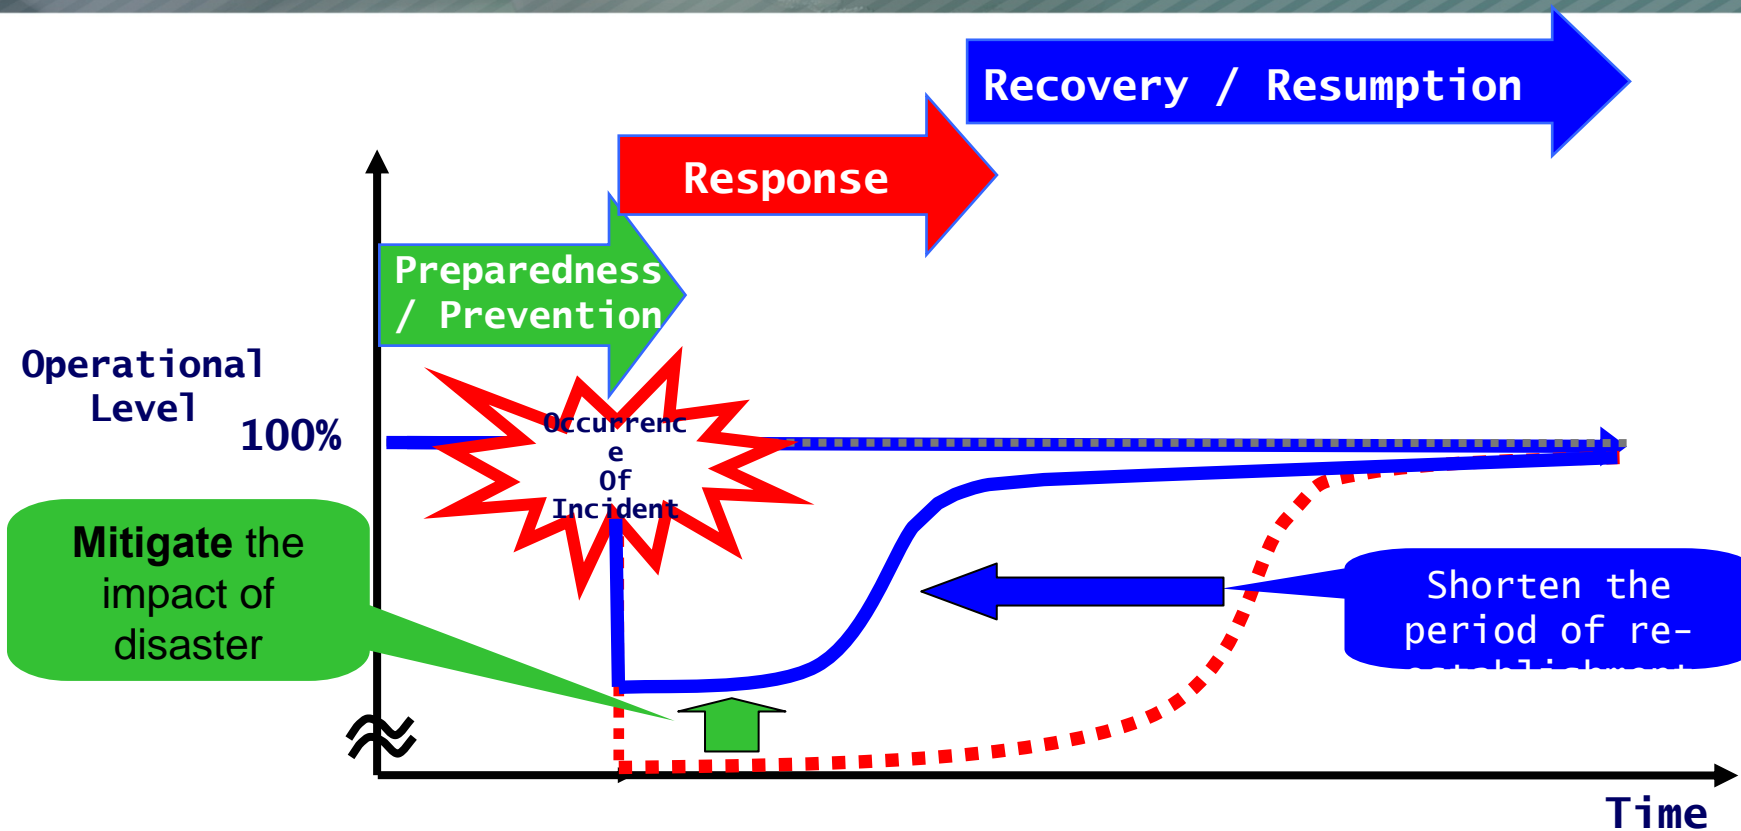 Recovery / Resumption
Response
Preparedness
/ Prevention
Operational
Level
100%
Occurrenc
e
Of
Incident
Mitigate the
impact of
disaster
Shorten the
period of re-
establishment
Time